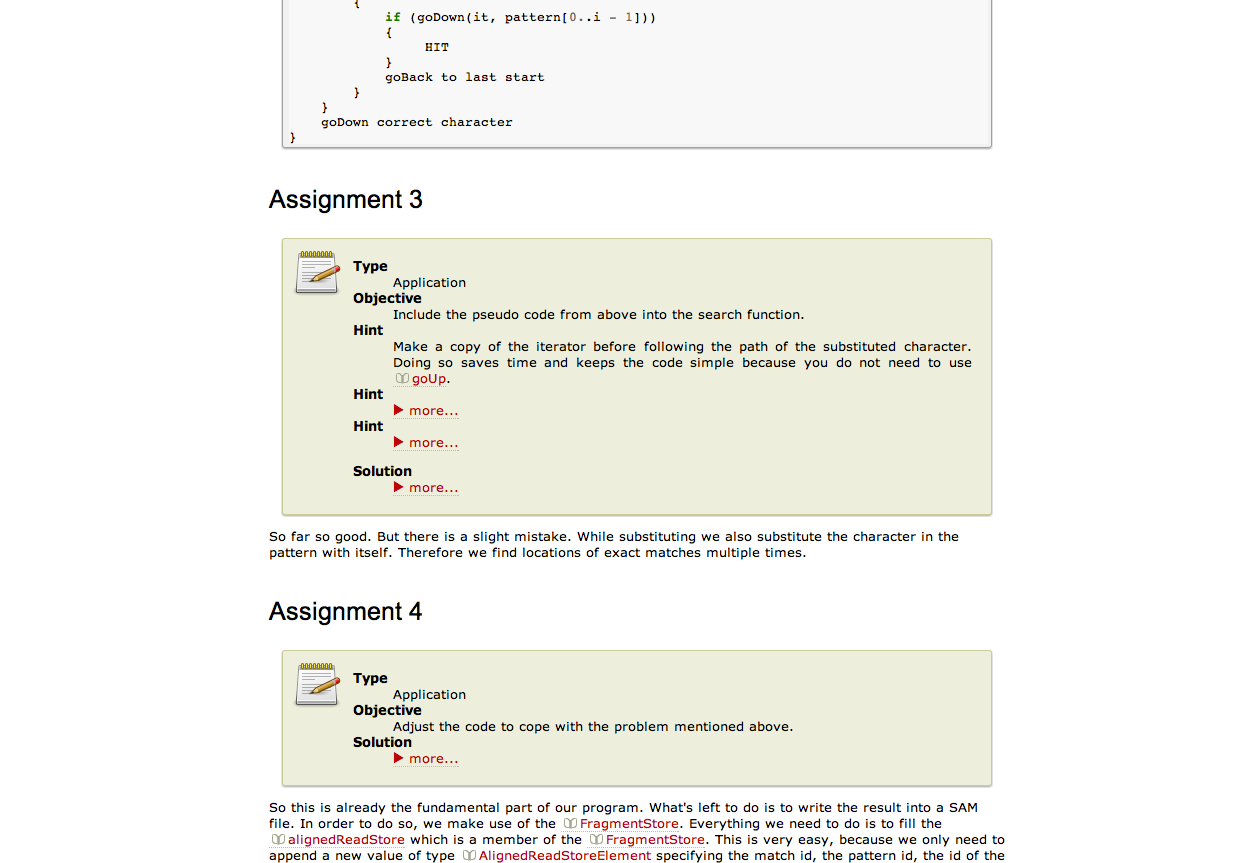 {
if (goDown(it, pattern[0..i - 1]))
{
HIT
}
goBack to last start
}
}
goDown correct character
}
Assignment 3
Type
Application
Objective
Include the pseudo code from above into the search function.
Hint
Make a copy of the iterator before following the path of the substituted character.
Doing so saves time and keeps the code simple because you do not need to use
goUp.
Hint
more...
Hint
more...
Solution
more...
So far so good. But there is a slight mistake. While substituting we also substitute the character in the
pattern with itself. Therefore we find locations of exact matches multiple times.
Assignment 4
Type
Application
Objective
Adjust the code to cope with the problem mentioned above.
Solution
more...
So this is already the fundamental part of our program. What's left to do is to write the result into a SAM
file. In order to do so, we make use of the FragmentStore. Everything we need to do is to fill the
alignedReadStore which is a member of the FragmentStore. This is very easy, because we only need to
append a new value of type AlignedReadStoreElement specifying the match id, the pattern id, the id of the